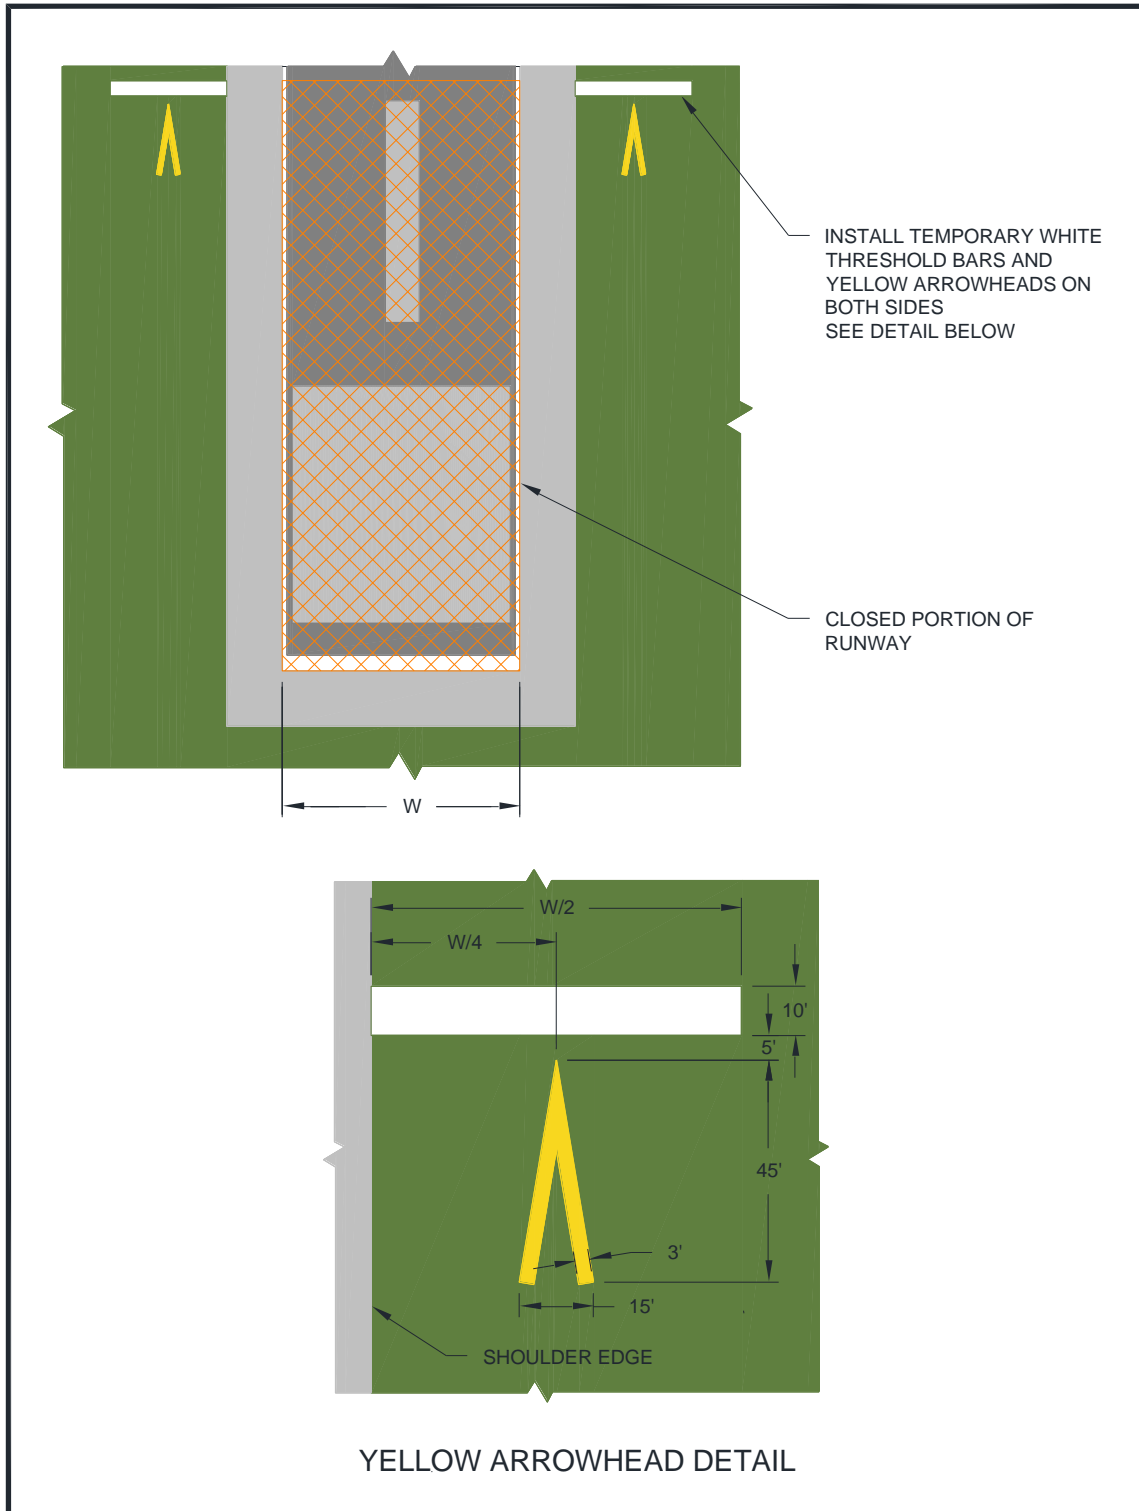 INSTALL TEMPORARY WHITE
THRESHOLD BARS AND
YELLOW ARROWHEADS ON
BOTH SIDES
SEE DETAIL BELOW
CLOSED PORTION OF
RUNWAY
W
W/2
W/4
10'
5'
45'
3'
15'
SHOULDER EDGE
YELLOW ARROWHEAD DETAIL